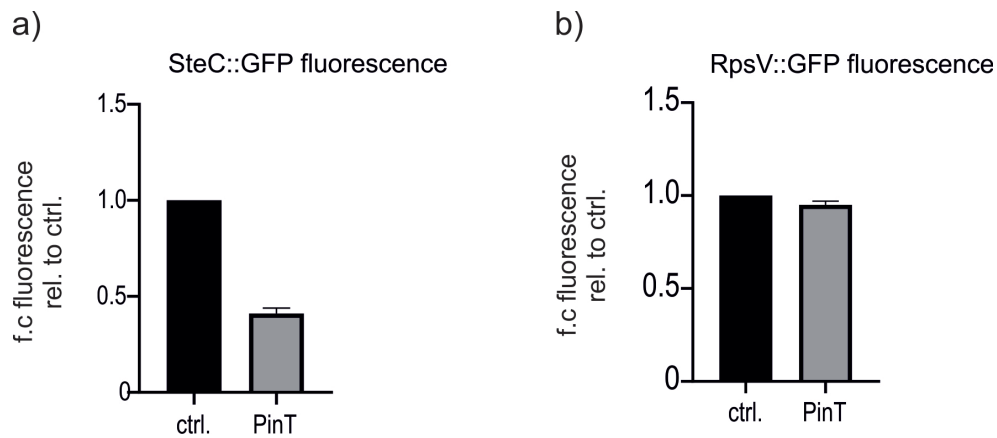 a)
SteC::GFP fluorescence
f.c fluorescence
rel. to ctrl.
1.5
1.0
0.5
0
ctrl.
PinT
b)
RpsV::GFP fluorescence
f.c fluorescence
rel. to ctrl.
1.5
1.0
0.5
0
ctrl.
PinT